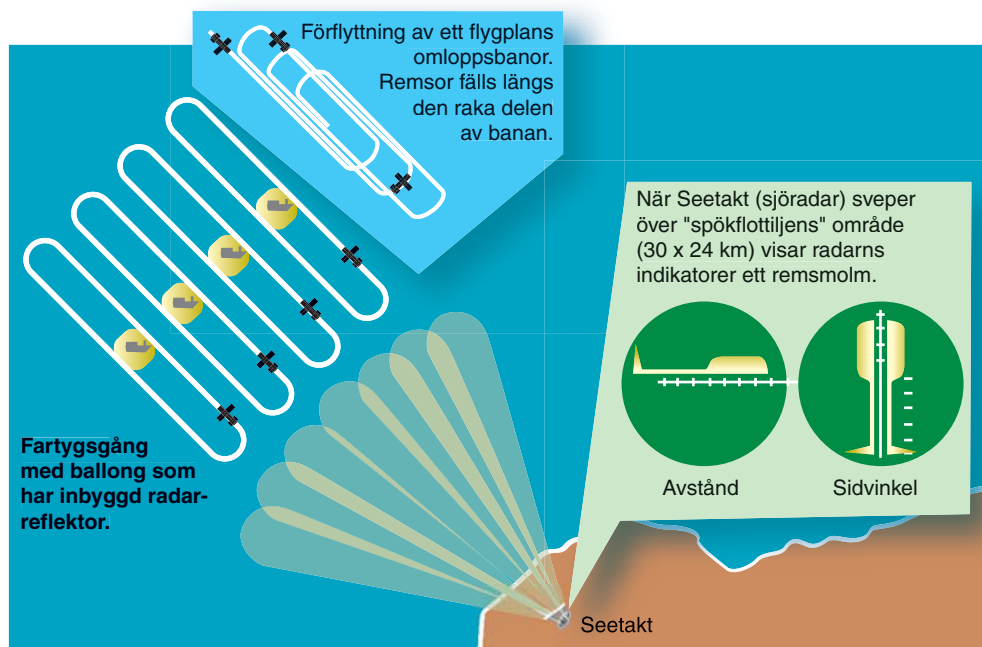 Förflyttning av ett flygplans
omloppsbanor.
Remsor fälls längs
den raka delen
av banan.
När Seetakt (sjöradar) sveper
över "spökflottiljens" område
(30 x 24 km) visar radarns
indikatorer ett remsmolm.
Avstånd
Sidvinkel
Fartygsgång
med ballong som
har inbyggd radar-
reflektor.
Seetakt